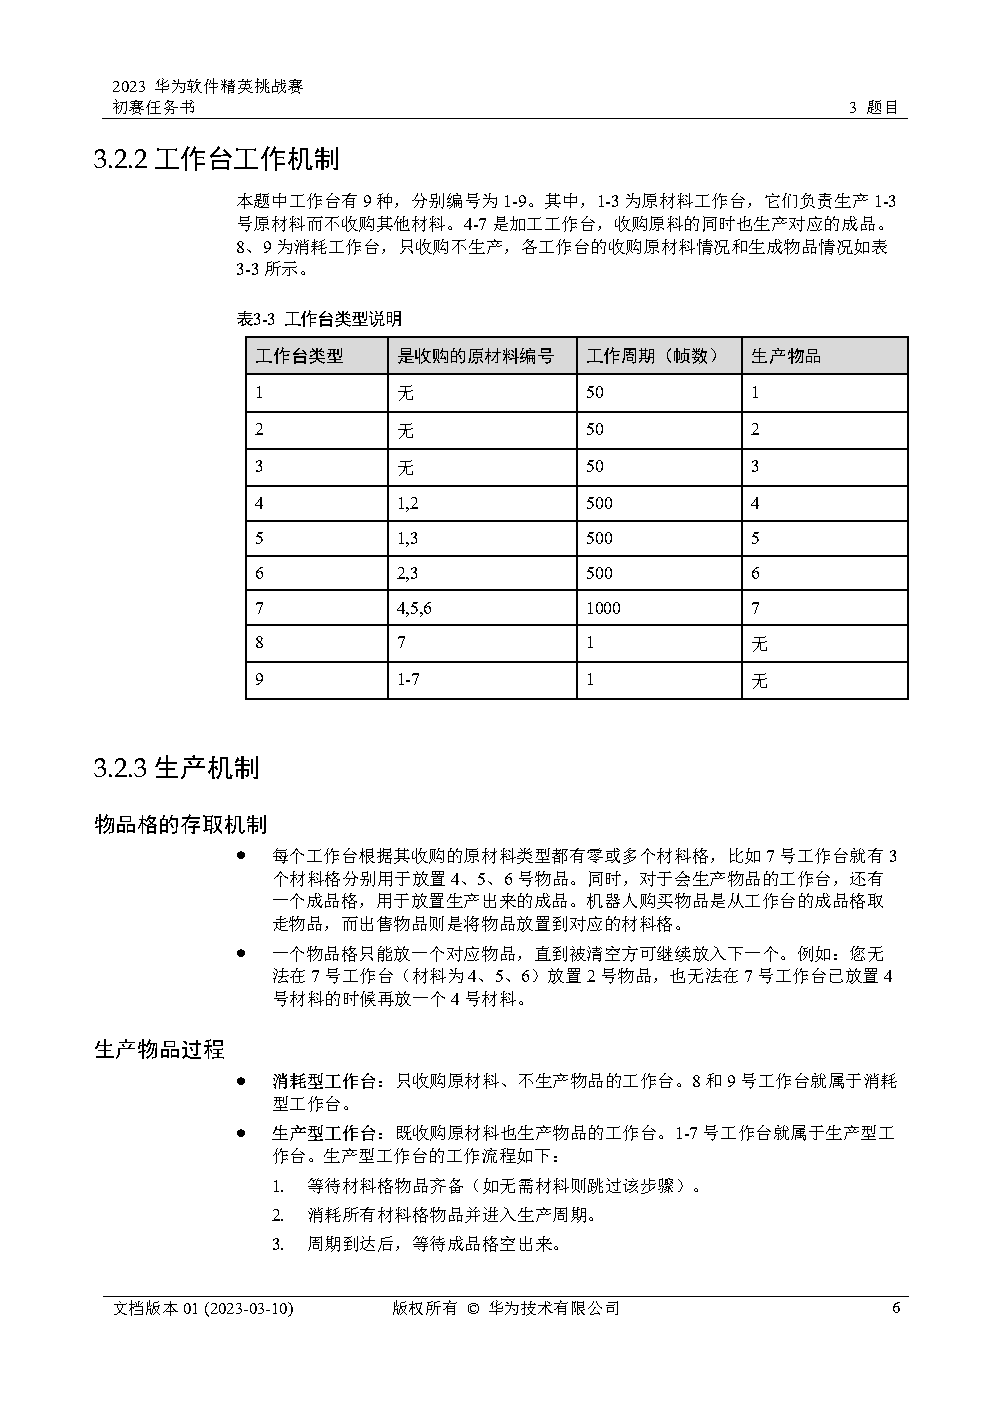 2023 华为软件精英挑战赛
初赛任务书
3 题目
3.2.2 工作台工作机制
本题中工作台有 9 种，分别编号为 1-9。其中，1-3 为原材料工作台，它们负责生产 1-3
号原材料而不收购其他材料。4-7 是加工工作台，收购原料的同时也生产对应的成品。
8、9 为消耗工作台，只收购不生产，各工作台的收购原材料情况和生成物品情况如表
3-3 所示。
表3-3 工作台类型说明
工作台类型 是收购的原材料编号 工作周期（帧数） 生产物品
1 无 50 1
2 无 50 2
3 无 50 3
4 1,2 500 4
5 1,3 500 5
6 2,3 500 6
7 4,5,6 1000 7
8 7 1 无
9 1-7 1 无
3.2.3 生产机制
物品格的存取机制
● 每个工作台根据其收购的原材料类型都有零或多个材料格，比如 7 号工作台就有 3
个材料格分别用于放置 4、5、6 号物品。同时，对于会生产物品的工作台，还有
一个成品格，用于放置生产出来的成品。机器人购买物品是从工作台的成品格取
走物品，而出售物品则是将物品放置到对应的材料格。
● 一个物品格只能放一个对应物品，直到被清空方可继续放入下一个。例如：您无
法在 7 号工作台（材料为 4、5、6）放置 2 号物品，也无法在 7 号工作台已放置 4
号材料的时候再放一个 4 号材料。
生产物品过程
● 消耗型工作台：只收购原材料、不生产物品的工作台。8 和 9 号工作台就属于消耗
型工作台。
● 生产型工作台：既收购原材料也生产物品的工作台。1-7 号工作台就属于生产型工
作台。生产型工作台的工作流程如下：
1. 等待材料格物品齐备（如无需材料则跳过该步骤）。
2. 消耗所有材料格物品并进入生产周期。
3. 周期到达后，等待成品格空出来。
文档版本 01 (2023-03-10) 版权所有 © 华为技术有限公司 6